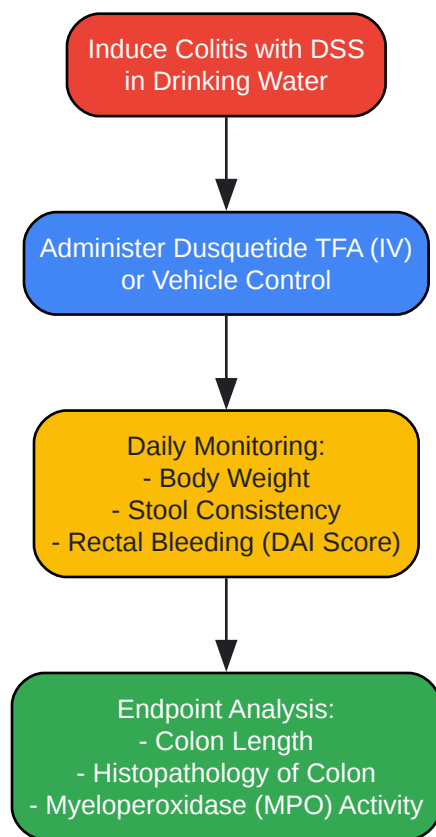 Induce Colitis with DSS
in Drinking Water
Administer Dusquetide TFA (IV)
or Vehicle Control
Daily Monitoring:
- Body Weight
- Stool Consistency
- Rectal Bleeding (DAI Score)
Endpoint Analysis:
- Colon Length
- Histopathology of Colon
- Myeloperoxidase (MPO) Activity